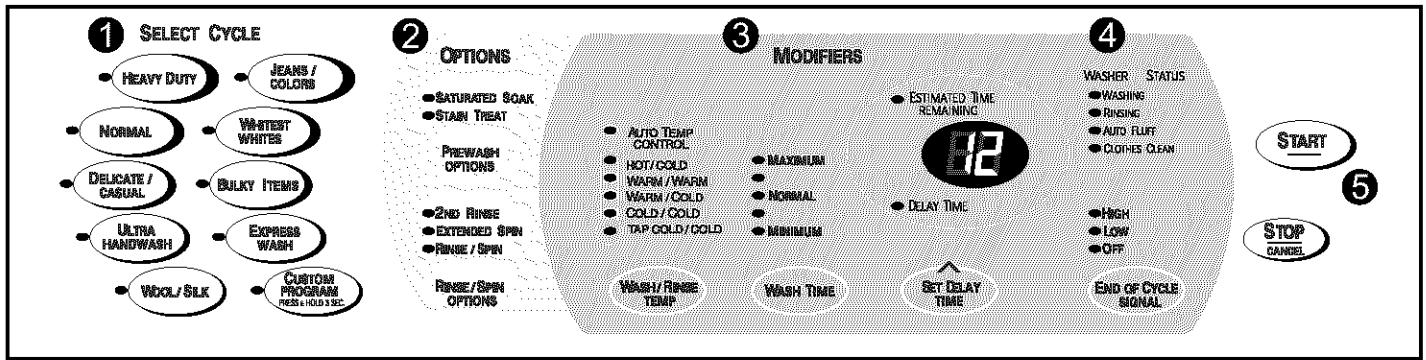 1 SELECT CYCLE
HEAVY DUTY
JEANS /
COLORS
NORMAL
WHITEST
WHITES
DELICATE /
CASUAL
BULKY ITEMS
ULTRA
HANDWASH
EXPRESS
WASH
WOOL / SILK
CUSTOM
PROGRAM
PRESS & HOLD 3 SEC.
2 OPTIONS
SATURATED SOAK
STAIN TREAT
PREWASH
OPTIONS
2ND RINSE
EXTENDED SPIN
RINSE / SPIN
RINSE / SPIN
OPTIONS
3 MODIFIERS
AUTO TEMP
CONTROL
HOT / COLD
WARM / WARM
WARM / COLD
COLD / COLD
TAP COLD / COLD
WASH / RINSE
TEMP
MAXIMUM
NORMAL
MINIMUM
WASH TIME
ESTIMATED TIME
REMAINING
12
DELAY TIME
SET DELAY
TIME
4
WASHER STATUS
WASHING
RINSING
AUTO FLUFF
CLOTHES CLEAN
HIGH
LOW
OFF
END OF CYCLE
SIGNAL
START
5
STOP
CANCEL